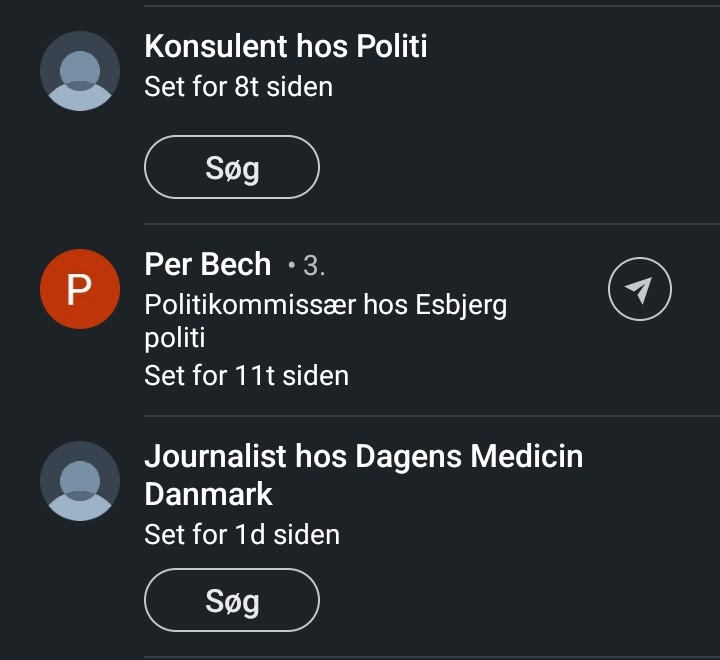 Konsulent hos Politi
Set for 8t siden
Søg
P
Per Bech • 3.
Politikommissær hos Esbjerg
politi
Set for 11t siden
Journalist hos Dagens Medicin
Danmark
Set for 1d siden
Søg